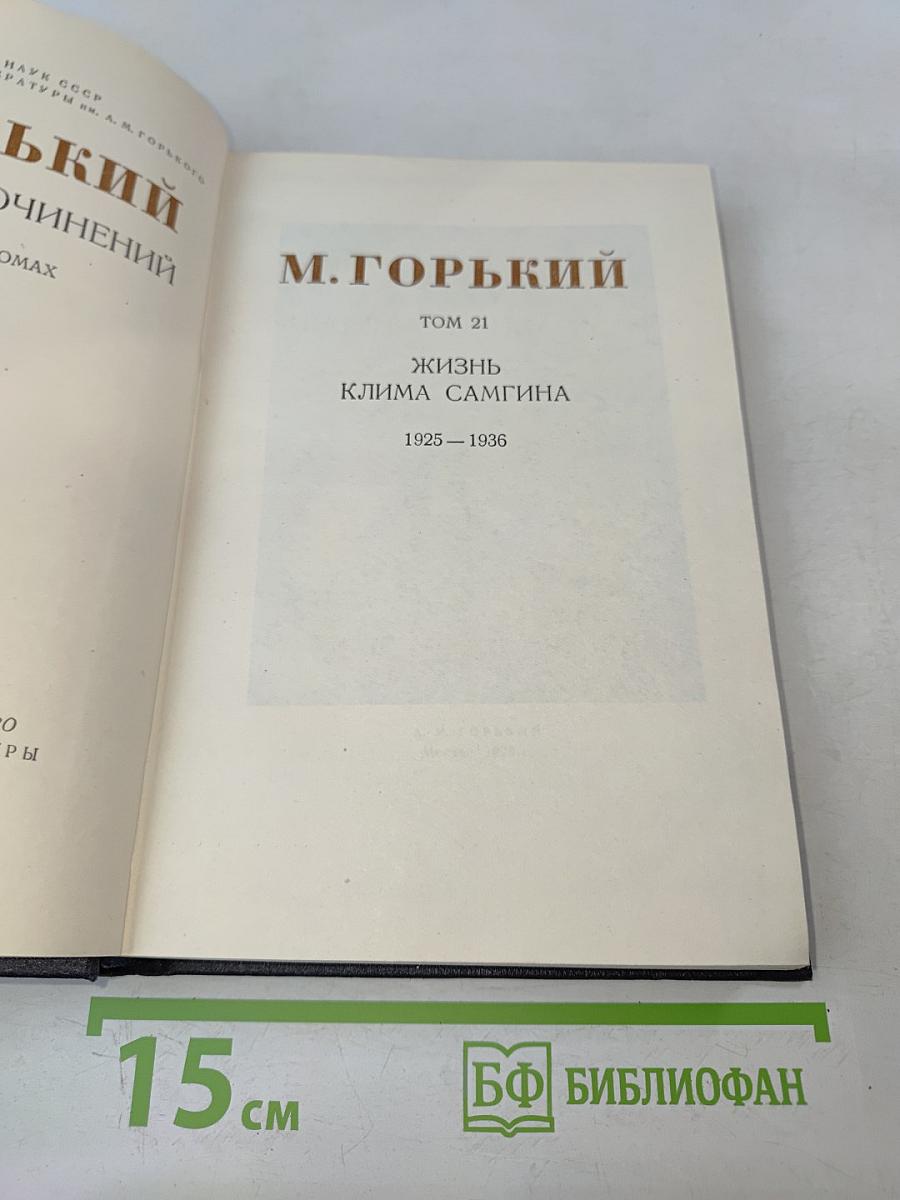 НАУК СССР
РАТУРЫ им. А. М. ГОРЬКОГО
ЬКИЙ
ОЧИНЕНИЙ
ОМАХ
РЫ
М. ГОРЬКИЙ
ТОМ 21
ЖИЗНЬ
КЛИМА САМГИНА
1925 — 1936
15 см
БФ БИБЛИОФАН